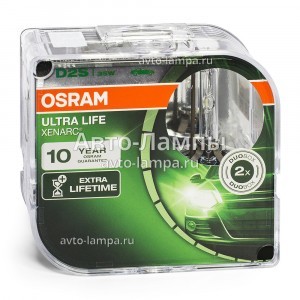 avto-lampa.ru
D2S
OSRAM
ULTRA LIFE
XENARC
Авто-Лампы
avto-lampa.ru
10 YEAR
OSRAM
GUARANTEE
DUOBOX
2x
DUOBOX
EXTRA
LIFETIME
avto-lampa.ru